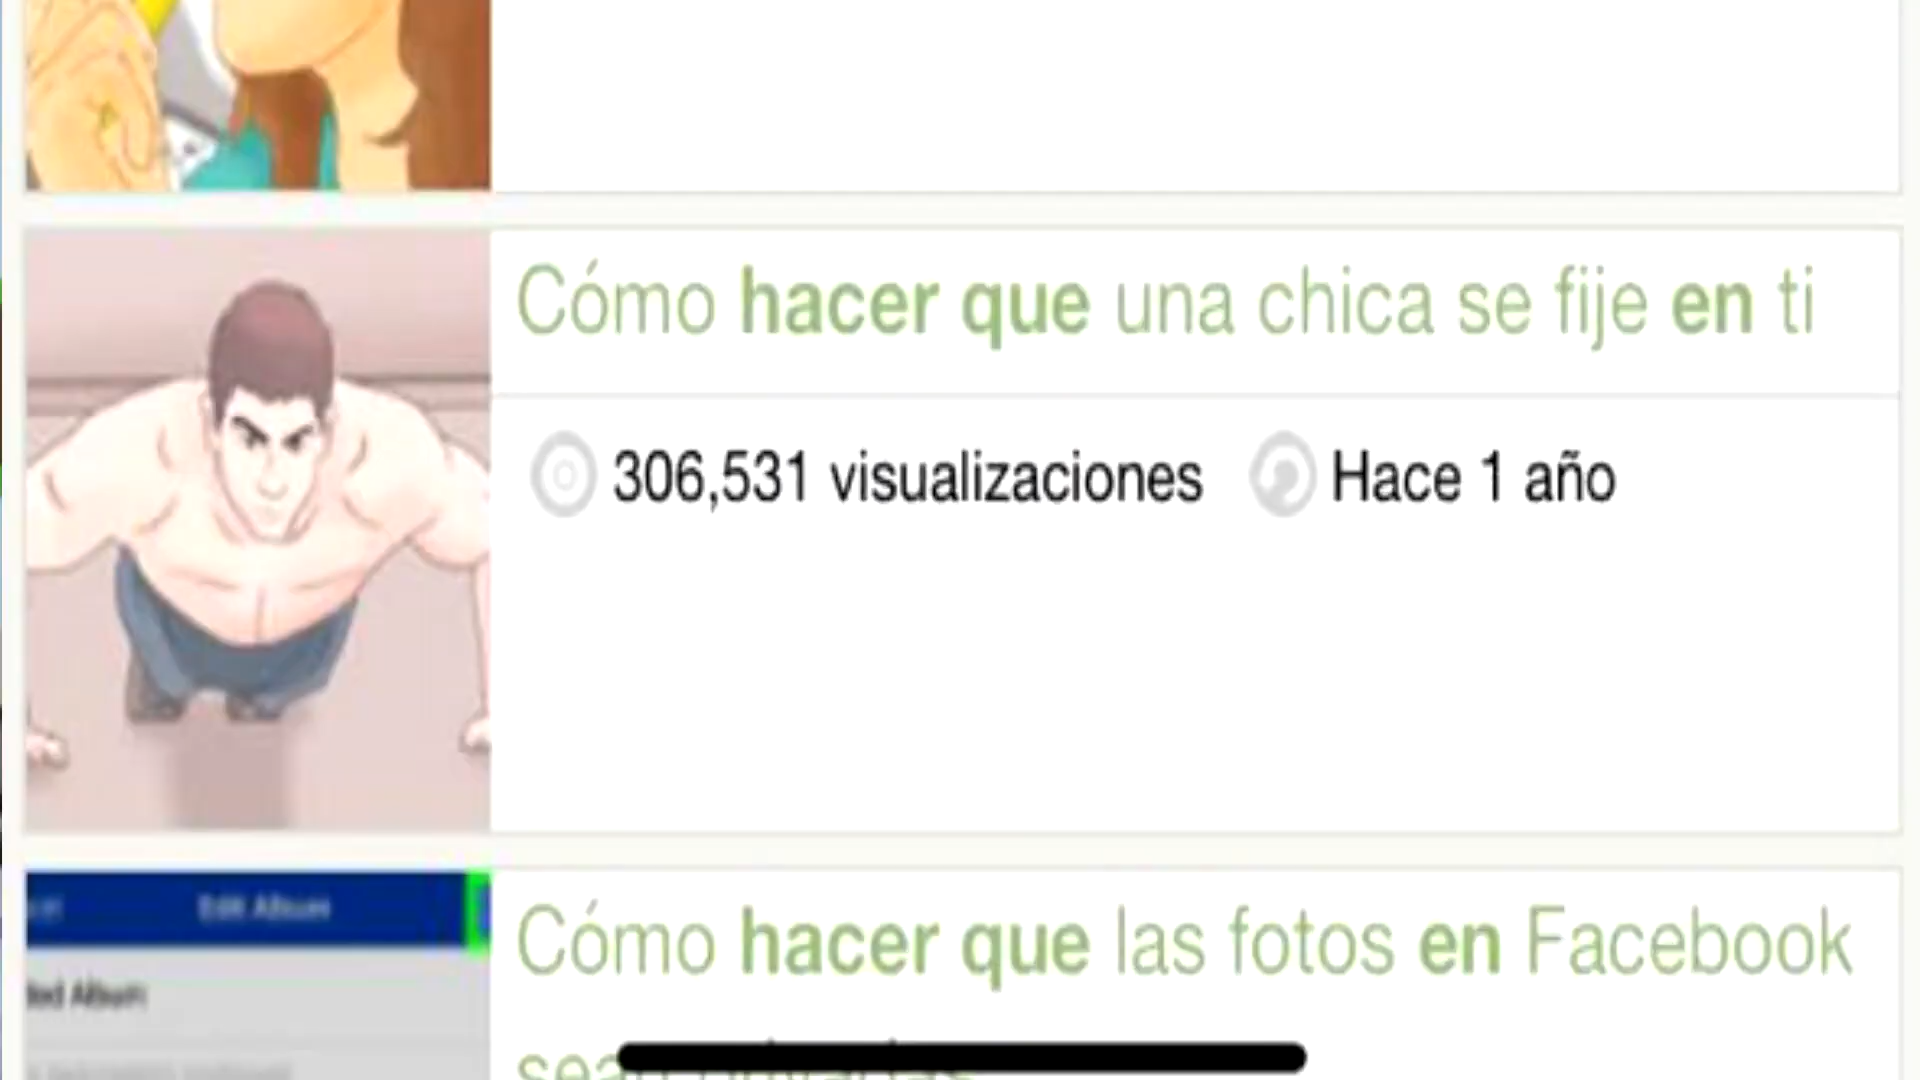 Cómo hacer que una chica se fije en ti
306,531 visualizaciones Hace 1 año
Edit Album
Cómo hacer que las fotos en Facebook
Album